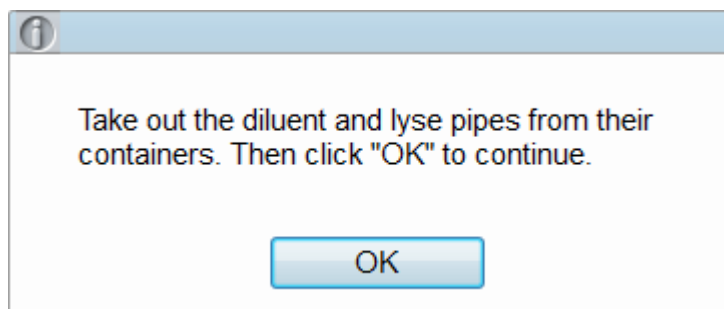 Take out the diluent and lyse pipes from their
containers. Then click "OK" to continue.
OK